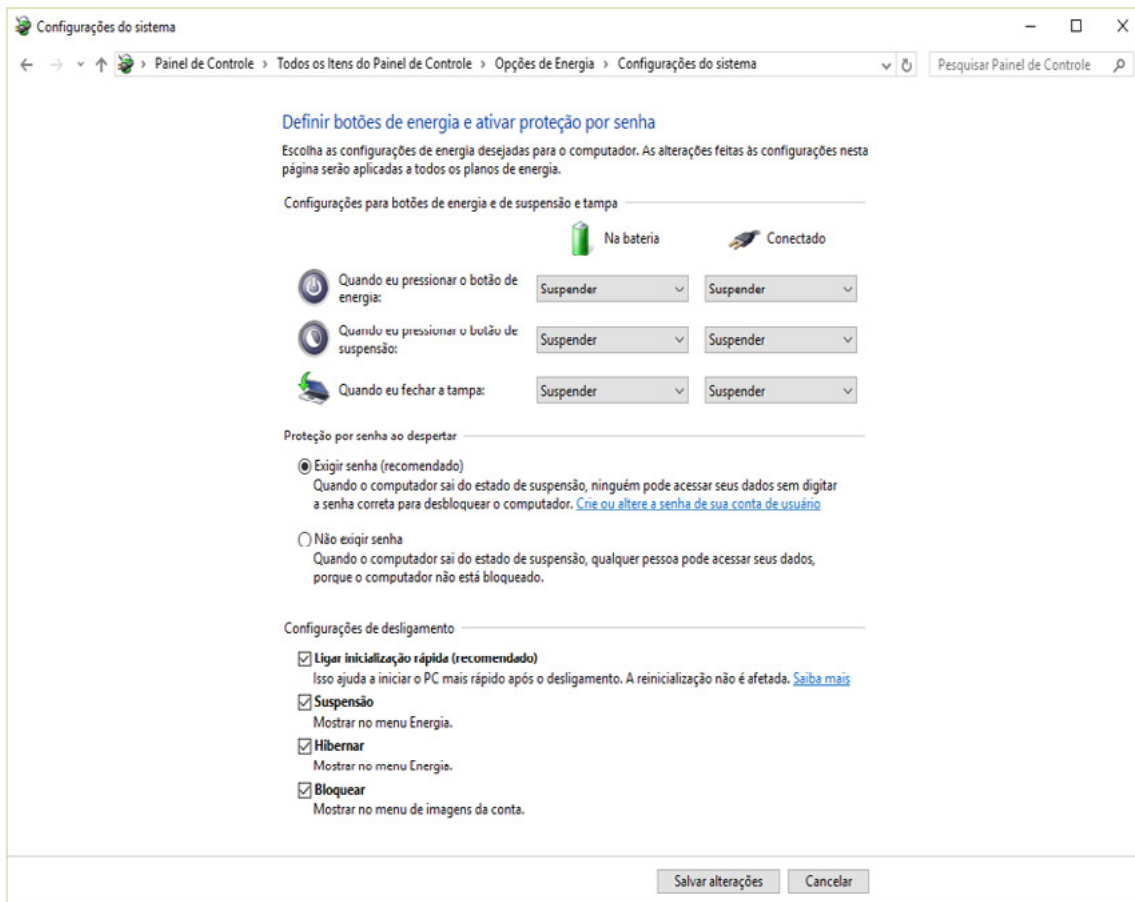 Configurações do sistema
Painel de Controle > Todos os Itens do Painel de Controle > Opções de Energia > Configurações do sistema
Pesquisar Painel de Controle
Definir botões de energia e ativar proteção por senha
Escolha as configurações de energia desejadas para o computador. As alterações feitas às configurações nesta
página serão aplicadas a todos os planos de energia.
Configurações para botões de energia e de suspensão e tampa
Na bateria
Conectado
Quando eu pressionar o botão de
energia:
Suspender
Suspender
Quando eu pressionar o botão de
suspensão:
Suspender
Suspender
Quando eu fechar a tampa:
Suspender
Suspender
Proteção por senha ao despertar
Exigir senha (recomendado)
Quando o computador sai do estado de suspensão, ninguém pode acessar seus dados sem digitar
a senha correta para desbloquear o computador. Crie ou altere a senha de sua conta de usuário
Não exigir senha
Quando o computador sai do estado de suspensão, qualquer pessoa pode acessar seus dados,
porque o computador não está bloqueado.
Configurações de desligamento
Ligar inicialização rápida (recomendado)
Isso ajuda a iniciar o PC mais rápido após o desligamento. A reinicialização não é afetada. Saiba mais
Suspensão
Mostrar no menu Energia.
Hibernar
Mostrar no menu Energia.
Bloquear
Mostrar no menu de imagens da conta.
Salvar alterações
Cancelar